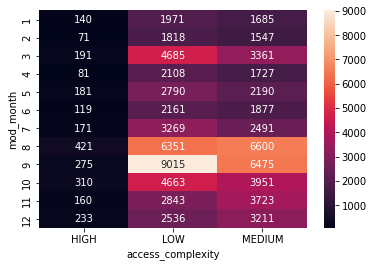 1 140 1971 1685
2 71 1818 1547
3 191 4685 3361
4 81 2108 1727
5 181 2790 2190
6 119 2161 1877
7 171 3269 2491
8 421 6351 6600
9 275 9015 6475
10 310 4663 3951
11 160 2843 3723
12 233 2536 3211
HIGH LOW MEDIUM
access_complexity
mod_month
9000
8000
7000
6000
5000
4000
3000
2000
1000